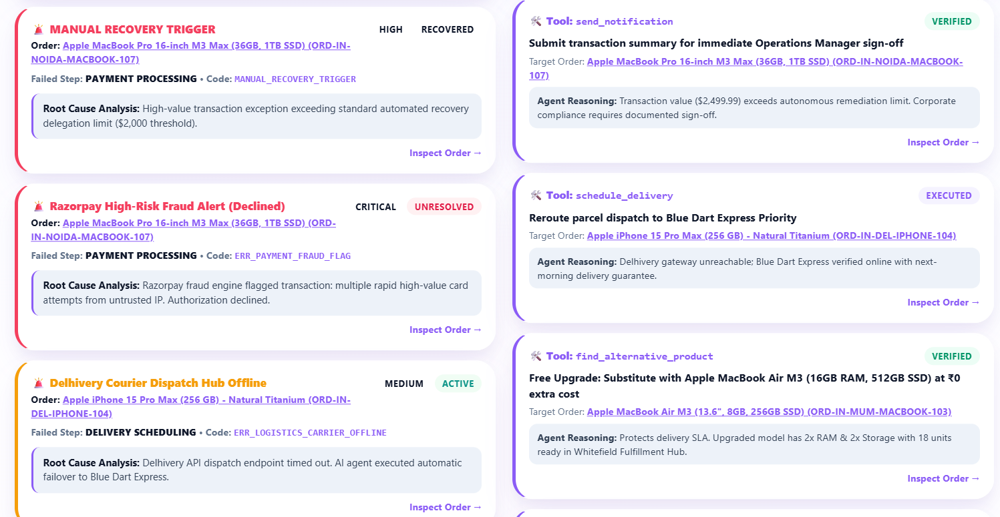 🚨 MANUAL RECOVERY TRIGGER HIGH RECOVERED
Order: Apple MacBook Pro 16-inch M3 Max (36GB, 1TB SSD) (ORD-IN-
NOIDA-MACBOOK-107)
Failed Step: PAYMENT PROCESSING • Code: MANUAL_RECOVERY_TRIGGER
Root Cause Analysis: High-value transaction exception exceeding standard automated recovery
delegation limit ($2,000 threshold).
Inspect Order →
🚨 Razorpay High-Risk Fraud Alert (Declined) CRITICAL UNRESOLVED
Order: Apple MacBook Pro 16-inch M3 Max (36GB, 1TB SSD) (ORD-
IN-NOIDA-MACBOOK-107)
Failed Step: PAYMENT PROCESSING • Code: ERR_PAYMENT_FRAUD_FLAG
Root Cause Analysis: Razorpay fraud engine flagged transaction: multiple rapid high-value card
attempts from untrusted IP. Authorization declined.
Inspect Order →
🚨 Delhivery Courier Dispatch Hub Offline MEDIUM ACTIVE
Order: Apple iPhone 15 Pro Max (256 GB) - Natural Titanium (ORD-IN-
DEL-IPHONE-104)
Failed Step: DELIVERY SCHEDULING • Code: ERR_LOGISTICS_CARRIER_OFFLINE
Root Cause Analysis: Delhivery API dispatch endpoint timed out. AI agent executed automatic
failover to Blue Dart Express.
Inspect Order →
🛠️ Tool: send_notification VERIFIED
Submit transaction summary for immediate Operations Manager sign-off
Target Order: Apple MacBook Pro 16-inch M3 Max (36GB, 1TB SSD) (ORD-IN-NOIDA-MACBOOK-
107)
Agent Reasoning: Transaction value ($2,499.99) exceeds autonomous remediation limit. Corporate
compliance requires documented sign-off.
Inspect Order →
🛠️ Tool: schedule_delivery EXECUTED
Reroute parcel dispatch to Blue Dart Express Priority
Target Order: Apple iPhone 15 Pro Max (256 GB) - Natural Titanium (ORD-IN-DEL-IPHONE-104)
Agent Reasoning: Delhivery gateway unreachable; Blue Dart Express verified online with next-
morning delivery guarantee.
Inspect Order →
🛠️ Tool: find_alternative_product VERIFIED
Free Upgrade: Substitute with Apple MacBook Air M3 (16GB RAM, 512GB SSD) at ₹0
extra cost
Target Order: Apple MacBook Air M3 (13.6", 8GB, 256GB SSD) (ORD-IN-MUM-MACBOOK-103)
Agent Reasoning: Protects delivery SLA. Upgraded model has 2x RAM & 2x Storage with 18 units
ready in Whitefield Fulfillment Hub.
Inspect Order →